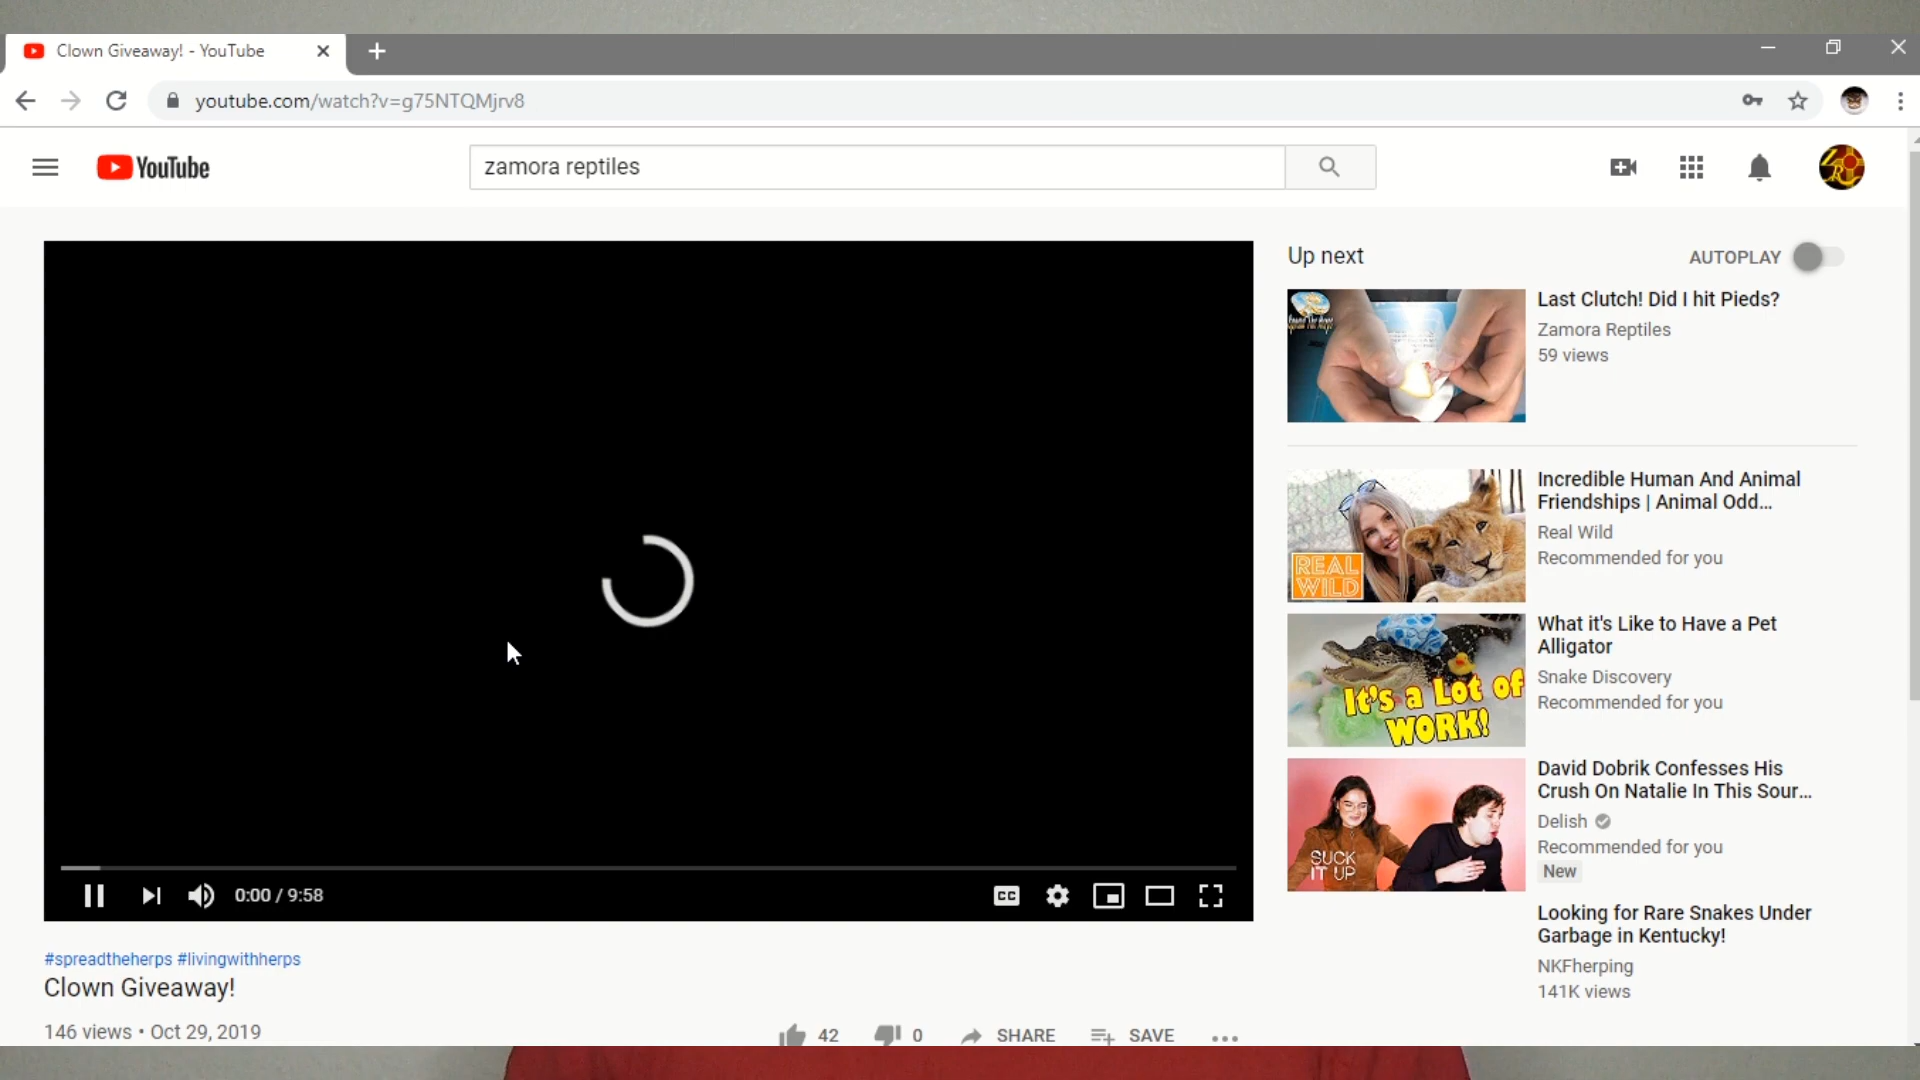 Clown Giveaway! - YouTube
youtube.com/watch?v=g75NTQMjrv8
YouTube
zamora reptiles
Up next
AUTOPLAY
Last Clutch! Did I hit Pieds?
Zamora Reptiles
59 views
REAL
WILD
Incredible Human And Animal
Friendships | Animal Odd...
Real Wild
Recommended for you
It's a Lot of
WORK!
What it's Like to Have a Pet
Alligator
Snake Discovery
Recommended for you
SUCK
IT UP
David Dobrik Confesses His
Crush On Natalie In This Sour...
Delish
Recommended for you
New
Looking for Rare Snakes Under
Garbage in Kentucky!
NKFherping
141K views
0:00 / 9:58
CC
#spreadtheherps #livingwithherps
Clown Giveaway!
146 views • Oct 29, 2019
42
0
SHARE
SAVE